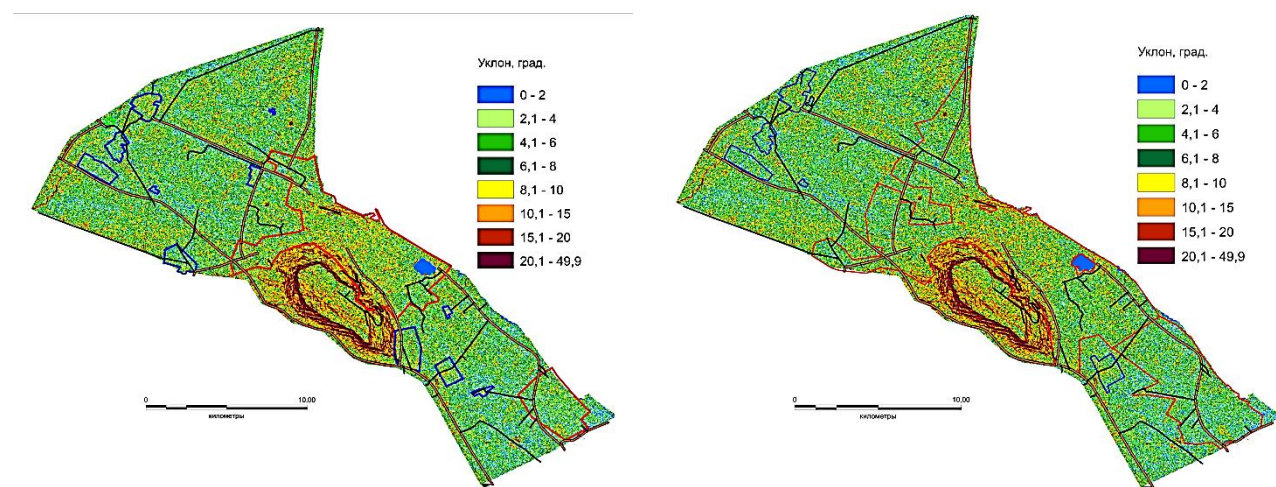 Уклон, град.
0 - 2
2,1 - 4
4,1 - 6
6,1 - 8
8,1 - 10
10,1 - 15
15,1 - 20
20,1 - 49,9
0 10,00
километры
Уклон, град.
0 - 2
2,1 - 4
4,1 - 6
6,1 - 8
8,1 - 10
10,1 - 15
15,1 - 20
20,1 - 49,9
0 10,00
километры